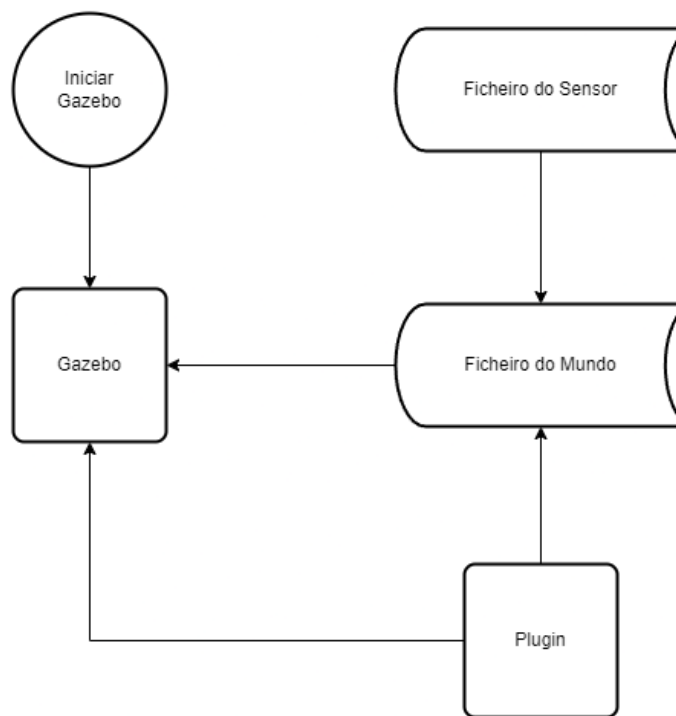 Iniciar
Gazebo
Ficheiro do Sensor
Gazebo
Ficheiro do Mundo
Plugin